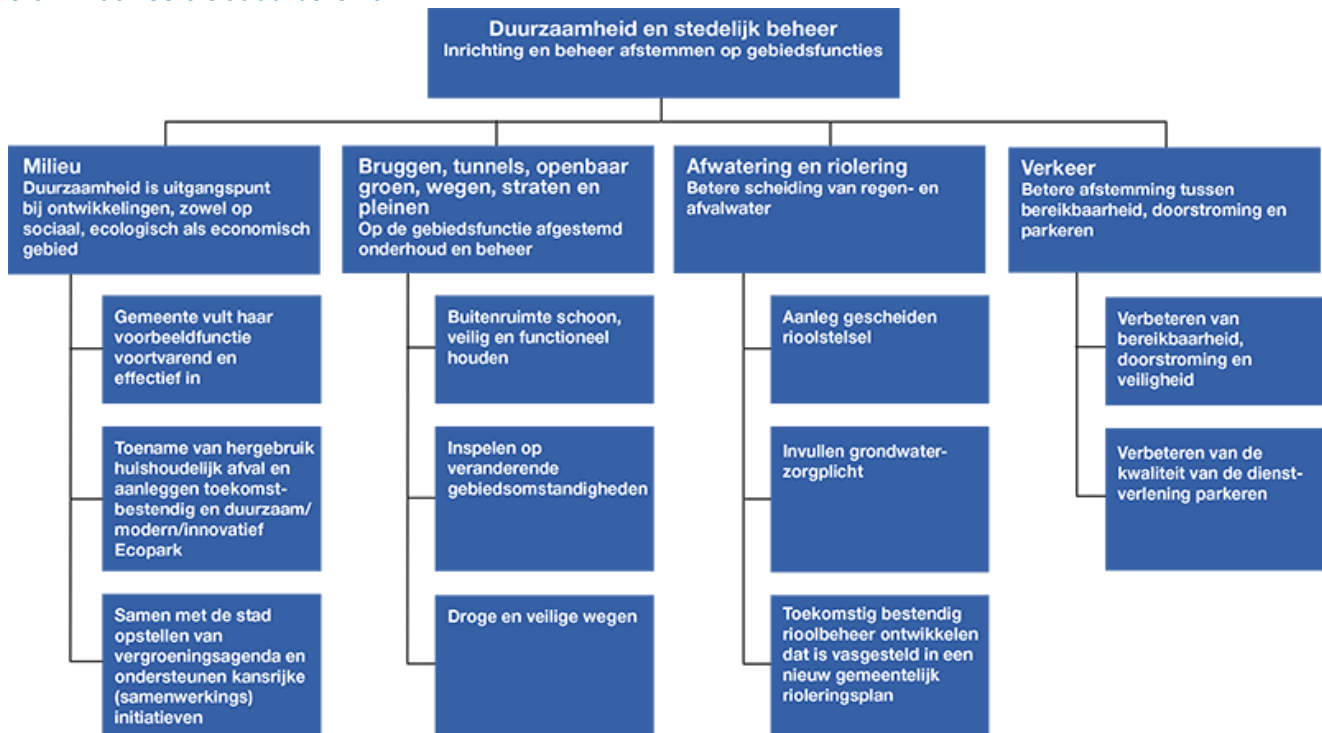 Duurzaamheid en stedelijk beheer
Inrichting en beheer afstemmen op gebiedsfuncties
Milieu
Duurzaamheid is uitgangspunt
bij ontwikkelingen, zowel op
sociaal, ecologisch als economisch
gebied
Gemeente vult haar
voorbeeldfunctie
voortvarend en
effectief in
Toename van hergebruik
huishoudelijk afval en
aanleggen toekomst-
bestendig en duurzaam/
modern/innovatief
Ecopark
Samen met de stad
opstellen van
vergroeningsagenda en
ondersteunen kansrijke
(samenwerkings)
initiatieven
Bruggen, tunnels, openbaar
groen, wegen, straten en
pleinen
Op de gebiedsfunctie afgestemd
onderhoud en beheer
Buitenruimte schoon,
veilig en functioneel
houden
Inspelen op
veranderende
gebiedsomstandigheden
Droge en veilige wegen
Afwatering en riolering
Betere scheiding van regen- en
afvalwater
Aanleg gescheiden
rioolstelsel
Invullen grondwater-
zorgplicht
Toekomstig bestendig
rioolbeheer ontwikkelen
dat is vasgesteld in een
nieuw gemeentelijk
rioleringsplan
Verkeer
Betere afstemming tussen
bereikbaarheid, doorstroming en
parkeren
Verbeteren van
bereikbaarheid,
doorstroming en
veiligheid
Verbeteren van de
kwaliteit van de dienst-
verlening parkeren